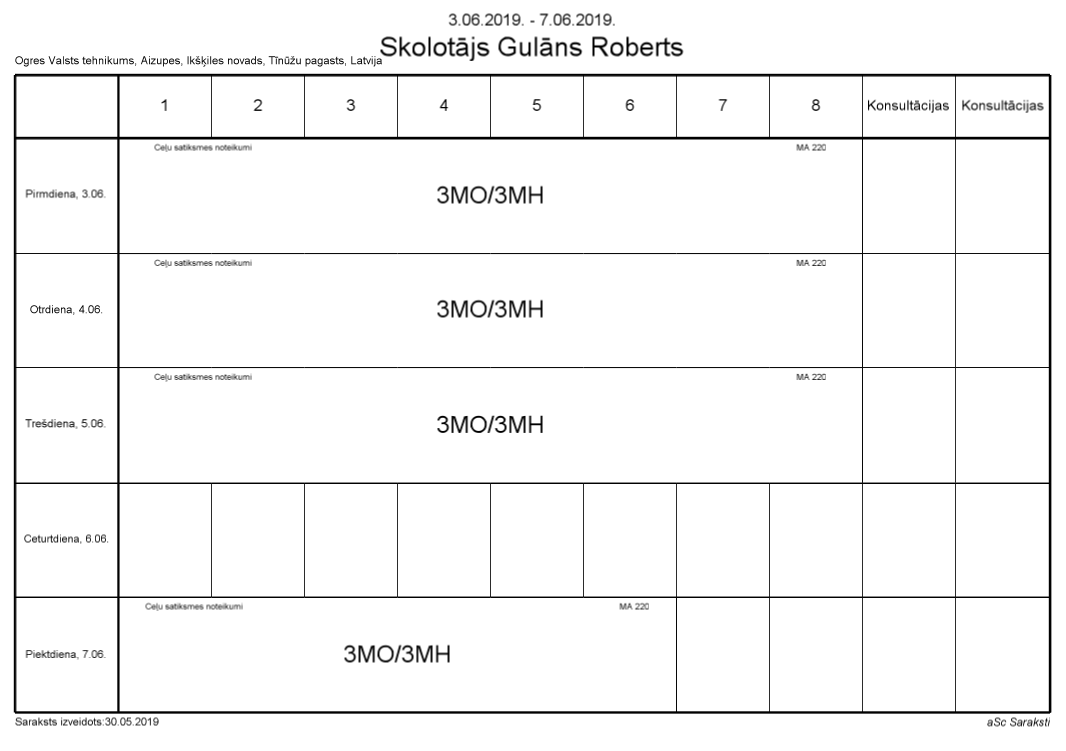 3.06.2019. - 7.06.2019.
Skolotājs Gulāns Roberts
Ogres Valsts tehnikums, Aizupes, Ikšķiles novads, Tīnūžu pagasts, Latvija
1 2 3 4 5 6 7 8 Konsultācijas Konsultācijas
Ceļu satiksmes noteikumi MA 220
Pirmdiena, 3.06. 3MO/3MH
Ceļu satiksmes noteikumi MA 220
Otrdiena, 4.06. 3MO/3MH
Ceļu satiksmes noteikumi MA 220
Trešdiena, 5.06. 3MO/3MH
Ceturtdiena, 6.06.
Ceļu satiksmes noteikumi MA 220
Piektdiena, 7.06. 3MO/3MH
Saraksts izveidots:30.05.2019 aSc Saraksti